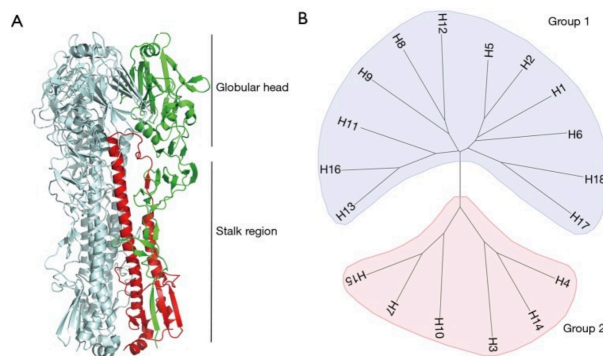 A
Globular head
Stalk region
B
Group 1
H12
H8
H5
H2
H9
H1
H11
H6
H16
H18
H13
H17
H15
H4
H7
H14
H10
H3
Group 2